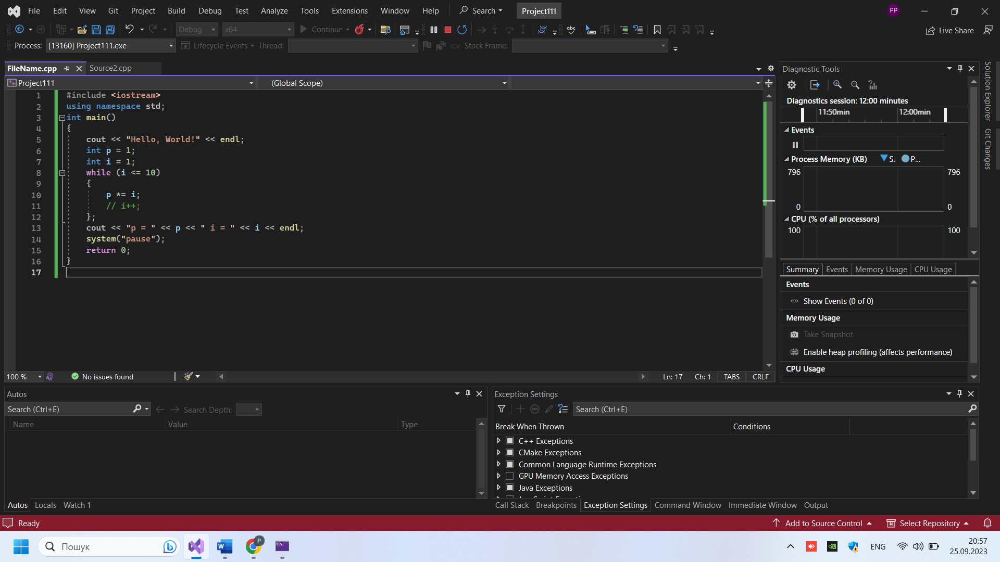 File Edit View Git Project Build Debug Test Analyze Tools Extensions Window Help Search Project111 PP
Debug x64 Continue abc Live Share
Process: [13160] Project111.exe Lifecycle Events Thread: Stack Frame:
FileName.cpp Source2.cpp
Project111 (Global Scope)
1 #include <iostream>
2 using namespace std;
3 int main()
4 {
5 cout << "Hello, World!" << endl;
6 int p = 1;
7 int i = 1;
8 while (i <= 10)
9 {
10 p *= i;
11 // i++;
12 };
13 cout << "p = " << p << " i = " << i << endl;
14 system("pause");
15 return 0;
16 }
17
100 % No issues found Ln: 17 Ch: 1 TABS CRLF
Diagnostic Tools
Diagnostics session: 12:00 minutes
11:50min 12:00min
Events
Process Memory (KB) S. P...
796 796
0 0
CPU (% of all processors)
100 100
Summary Events Memory Usage CPU Usage
Events
Show Events (0 of 0)
Memory Usage
Take Snapshot
Enable heap profiling (affects performance)
CPU Usage
Solution Explorer
Git Changes
Autos
Search (Ctrl+E) Search Depth:
Name Value Type
Autos Locals Watch 1
Exception Settings
Search (Ctrl+E)
Break When Thrown Conditions
C++ Exceptions
CMake Exceptions
Common Language Runtime Exceptions
GPU Memory Access Exceptions
Java Exceptions
Call Stack Breakpoints Exception Settings Command Window Immediate Window Output
Ready Add to Source Control Select Repository
Пошук P ENG 20:57
25.09.2023